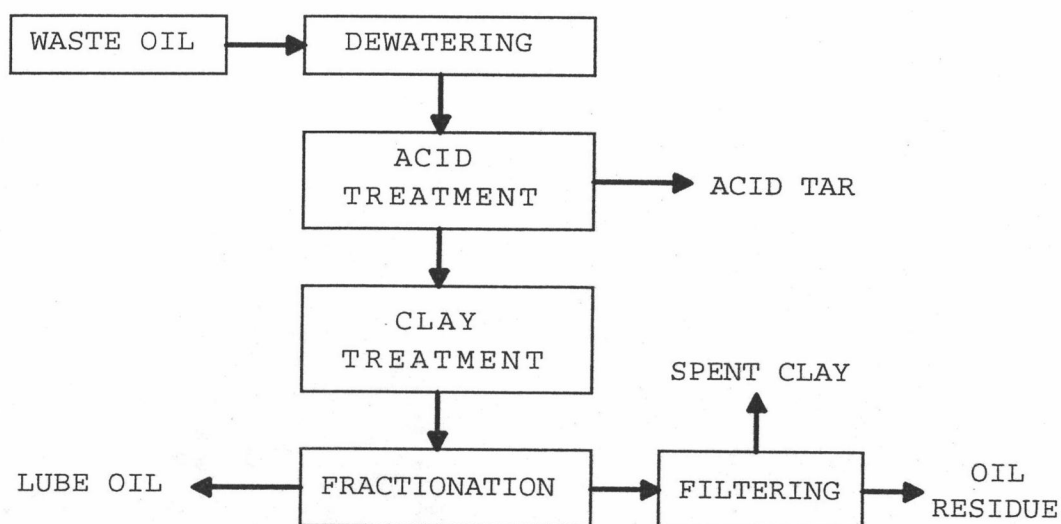 WASTE OIL
DEWATERING
ACID
TREATMENT
ACID TAR
CLAY
TREATMENT
SPENT CLAY
LUBE OIL
FRACTIONATION
FILTERING
OIL
RESIDUE